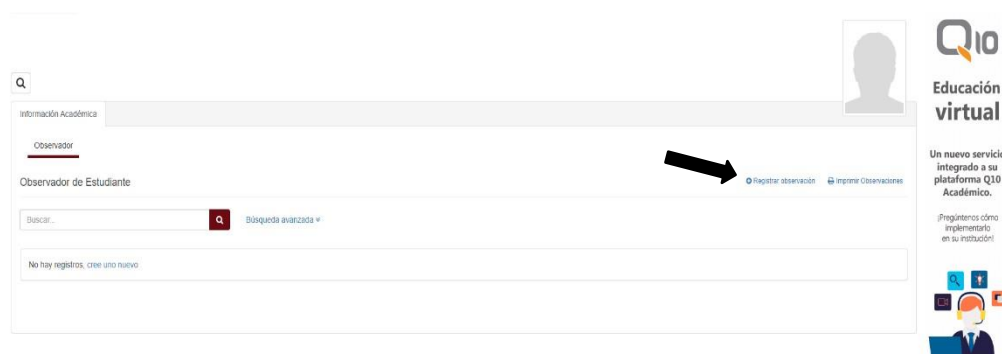 Q10
Educación
virtual
Información Académica
Observador
Un nuevo servicio
integrado a su
plataforma Q10
Académico.
Observador de Estudiante
Registrar observación
Imprimir Observaciones
¡Pregúntenos cómo
implementarlo
en su institución!
Buscar...
Búsqueda avanzada
No hay registros, cree uno nuevo